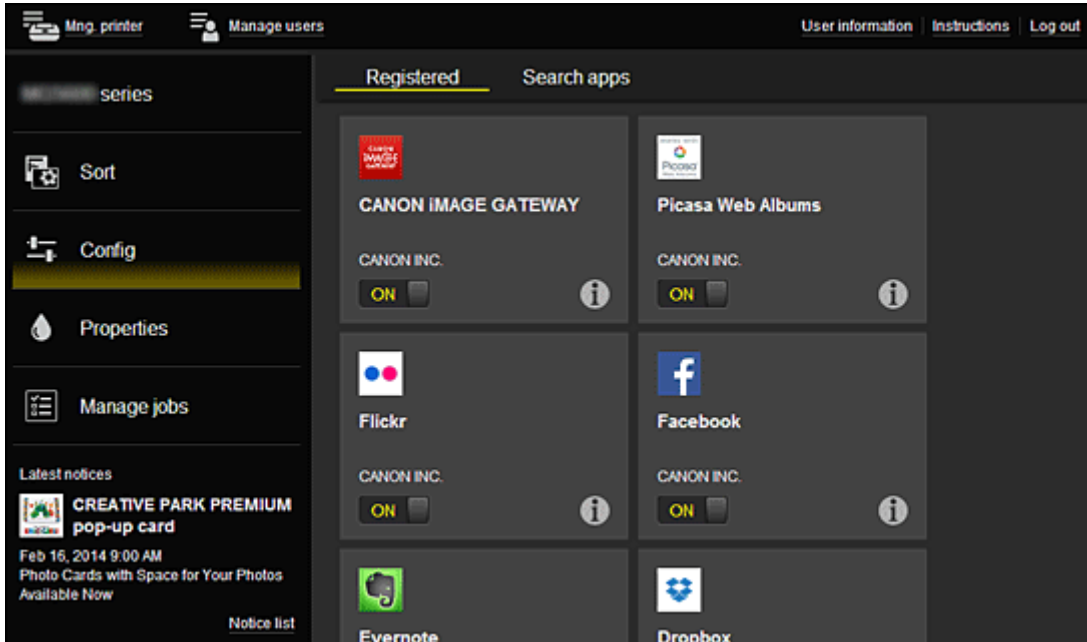 Mng. printer
Manage users
User information
Instructions
Log out
series
Sort
Config
Properties
Manage jobs
Latest notices
CREATIVE PARK PREMIUM
pop-up card
Feb 16, 2014 9:00 AM
Photo Cards with Space for Your Photos
Available Now
Notice list
Registered
Search apps
CANON iMAGE GATEWAY
CANON INC.
ON
Picasa
Picasa Web Albums
CANON INC.
ON
Flickr
CANON INC.
ON
Facebook
CANON INC.
ON
Evernote
Dropbox